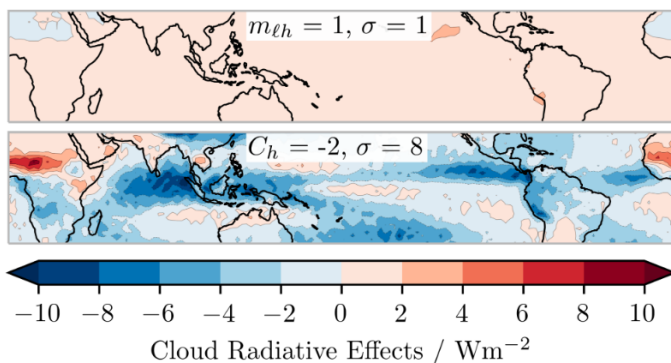 m_{ℓh} = 1, σ = 1
C_h = -2, σ = 8
−10 −8 −6 −4 −2 0 2 4 6 8 10
Cloud Radiative Effects / Wm⁻²